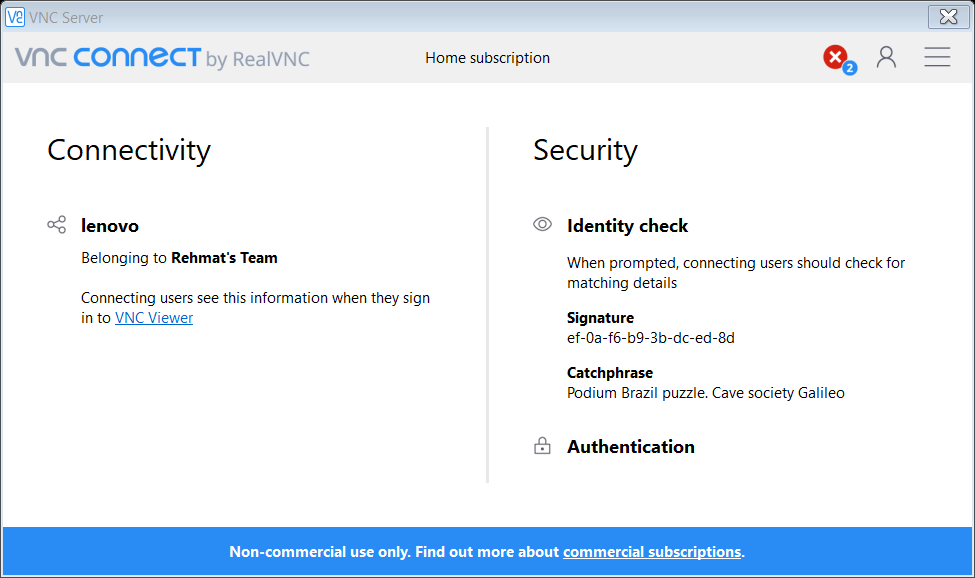 VNC Server
VNC CONNECT by RealVNC
Home subscription
2
Connectivity
lenovo
Belonging to Rehmat's Team
Connecting users see this information when they sign
in to VNC Viewer
Security
Identity check
When prompted, connecting users should check for
matching details
Signature
ef-0a-f6-b9-3b-dc-ed-8d
Catchphrase
Podium Brazil puzzle. Cave society Galileo
Authentication
Non-commercial use only. Find out more about commercial subscriptions.